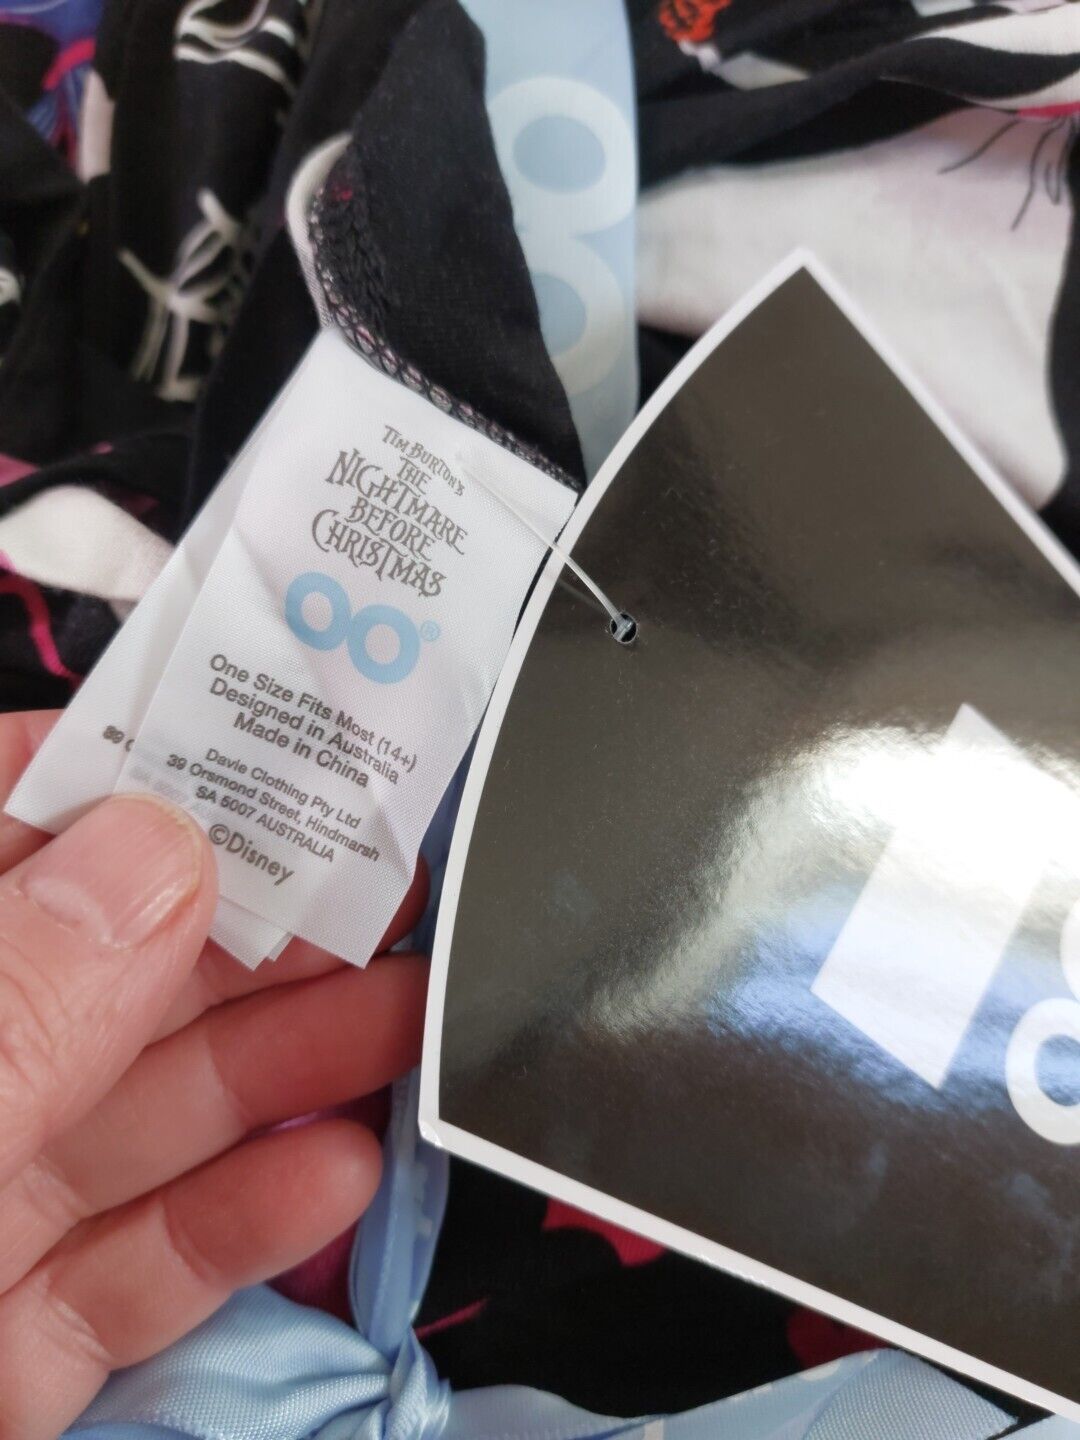 TIM BURTON'S
THE
NIGHTMARE
BEFORE
CHRISTMAS
OO®
One Size Fits Most (14+)
Designed in Australia
Made in China
Davie Clothing Pty Ltd
39 Orsmond Street, Hindmarsh
SA 5007 AUSTRALIA
©Disney